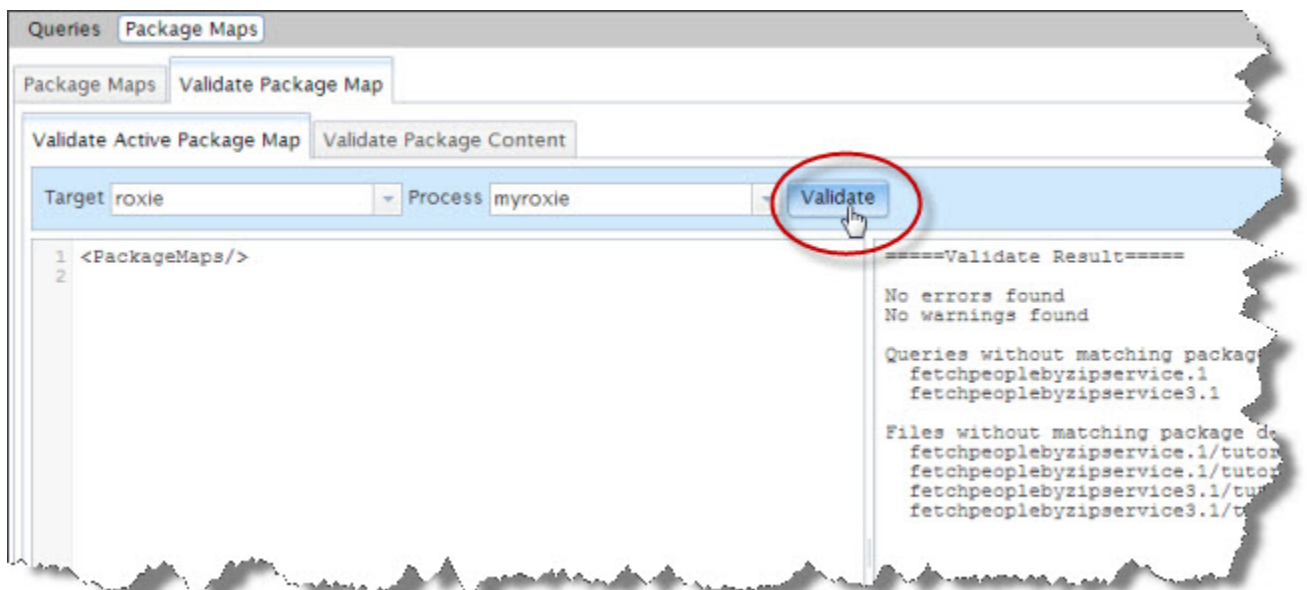 Queries Package Maps
Package Maps Validate Package Map
Validate Active Package Map Validate Package Content
Target roxie Process myroxie Validate
1 <PackageMaps/>
2
=====Validate Result=====
No errors found
No warnings found
Queries without matching package
fetchpeoplebyzipservice.1
fetchpeoplebyzipservice3.1
Files without matching package
fetchpeoplebyzipservice.1/tutor
fetchpeoplebyzipservice.1/tutor
fetchpeoplebyzipservice3.1/tu
fetchpeoplebyzipservice3.1/t